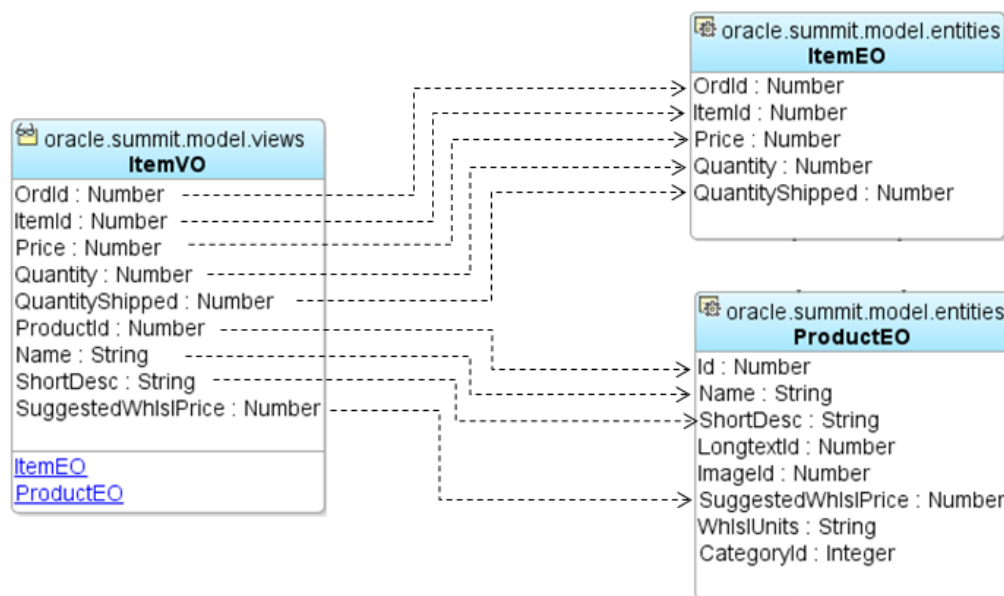 oracle.summit.model.entities
ItemEO
OrdId : Number
ItemId : Number
Price : Number
Quantity : Number
QuantityShipped : Number
oracle.summit.model.views
ItemVO
OrdId : Number
ItemId : Number
Price : Number
Quantity : Number
QuantityShipped : Number
ProductId : Number
Name : String
ShortDesc : String
SuggestedWhlslPrice : Number
ItemEO
ProductEO
oracle.summit.model.entities
ProductEO
Id : Number
Name : String
ShortDesc : String
LongtextId : Number
ImageId : Number
SuggestedWhlslPrice : Number
WhlslUnits : String
CategoryId : Integer